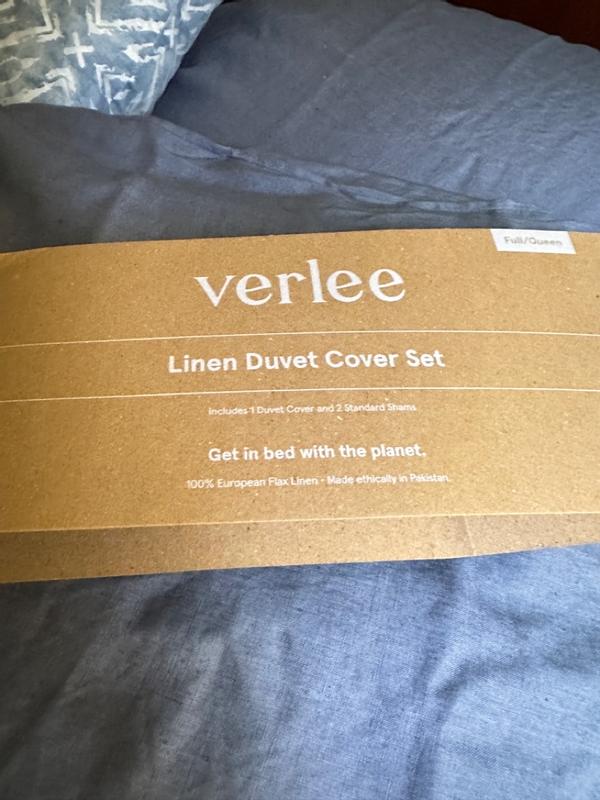 Full/Queen
verlee
Linen Duvet Cover Set
Includes 1 Duvet Cover and 2 Standard Shams
Get in bed with the planet.
100% European Flax Linen - Made ethically in Pakistan.